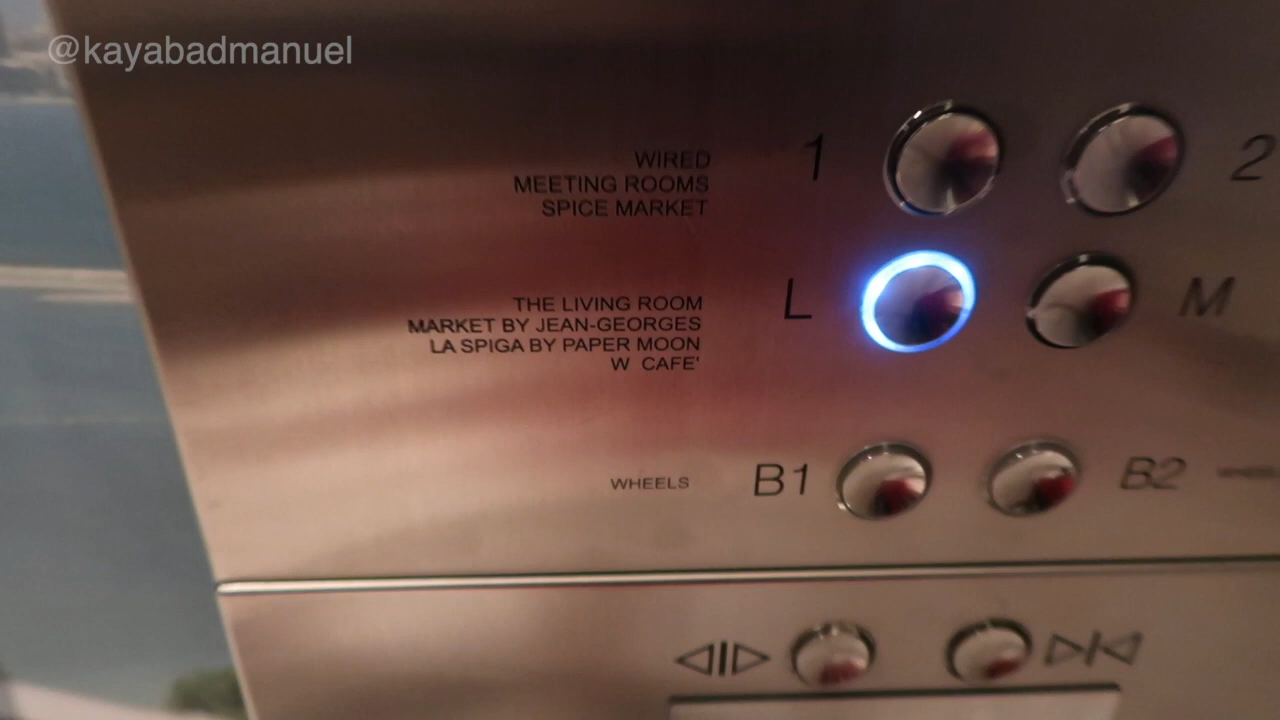 @kayabadmanuel
WIRED
MEETING ROOMS
SPICE MARKET
1
2
THE LIVING ROOM
MARKET BY JEAN-GEORGES
LA SPIGA BY PAPER MOON
W CAFE'
L
M
WHEELS
B1
B2